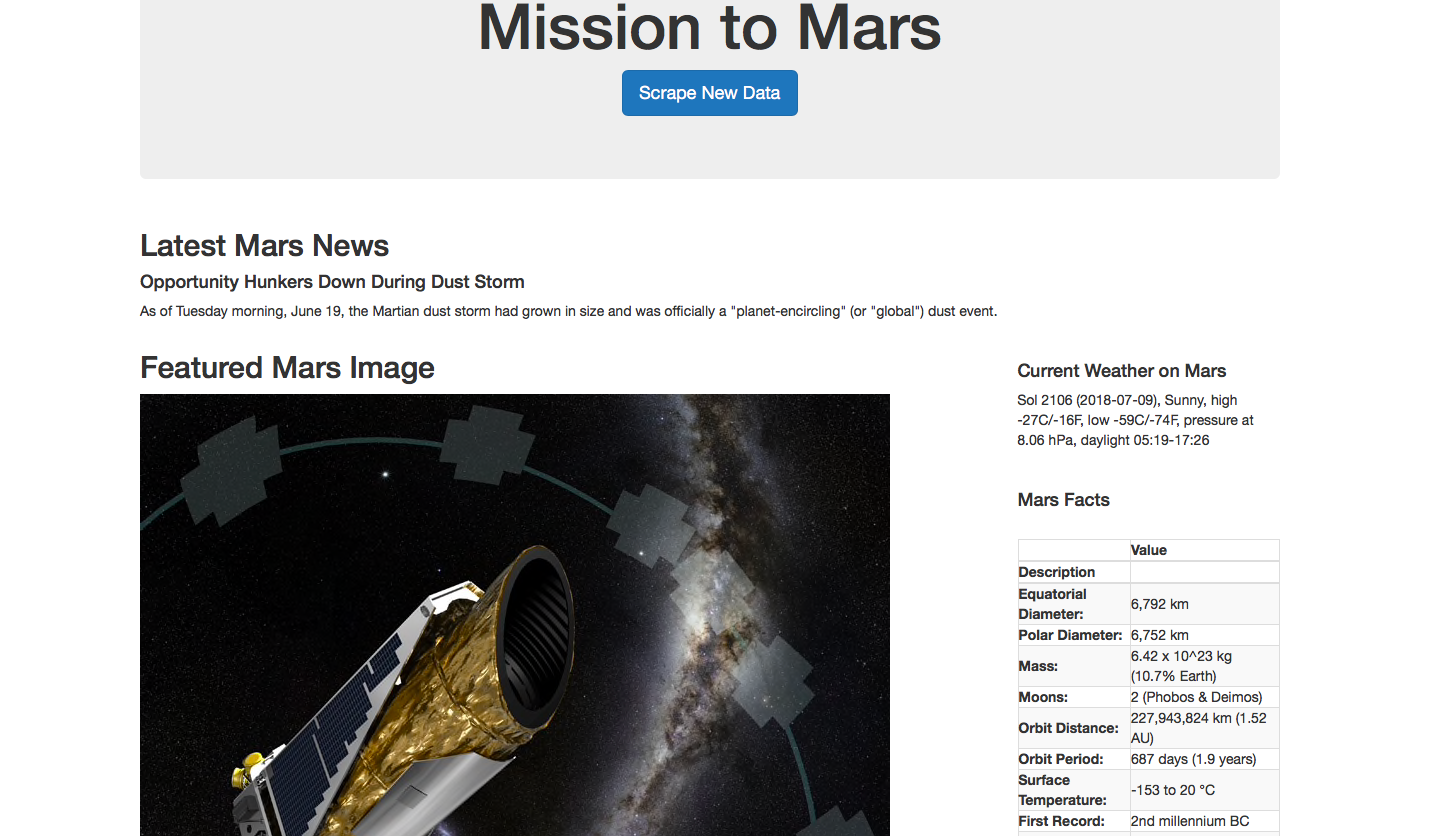 Mission to Mars
Scrape New Data
Latest Mars News
Opportunity Hunkers Down During Dust Storm
As of Tuesday morning, June 19, the Martian dust storm had grown in size and was officially a "planet-encircling" (or "global") dust event.
Featured Mars Image
Current Weather on Mars
Sol 2106 (2018-07-09), Sunny, high
-27C/-16F, low -59C/-74F, pressure at
8.06 hPa, daylight 05:19-17:26
Mars Facts
Value
Description
Equatorial
Diameter:
6,792 km
Polar Diameter: 6,752 km
Mass:
6.42 x 10^23 kg
(10.7% Earth)
Moons: 2 (Phobos & Deimos)
Orbit Distance:
227,943,824 km (1.52
AU)
Orbit Period: 687 days (1.9 years)
Surface
Temperature:
-153 to 20 °C
First Record: 2nd millennium BC